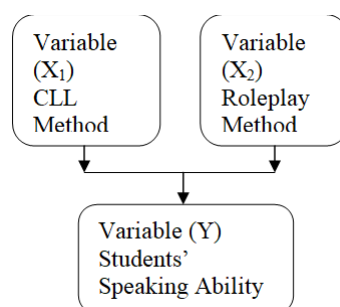 Variable
(X₁)
CLL
Method
Variable
(X₂)
Roleplay
Method
Variable (Y)
Students’
Speaking Ability